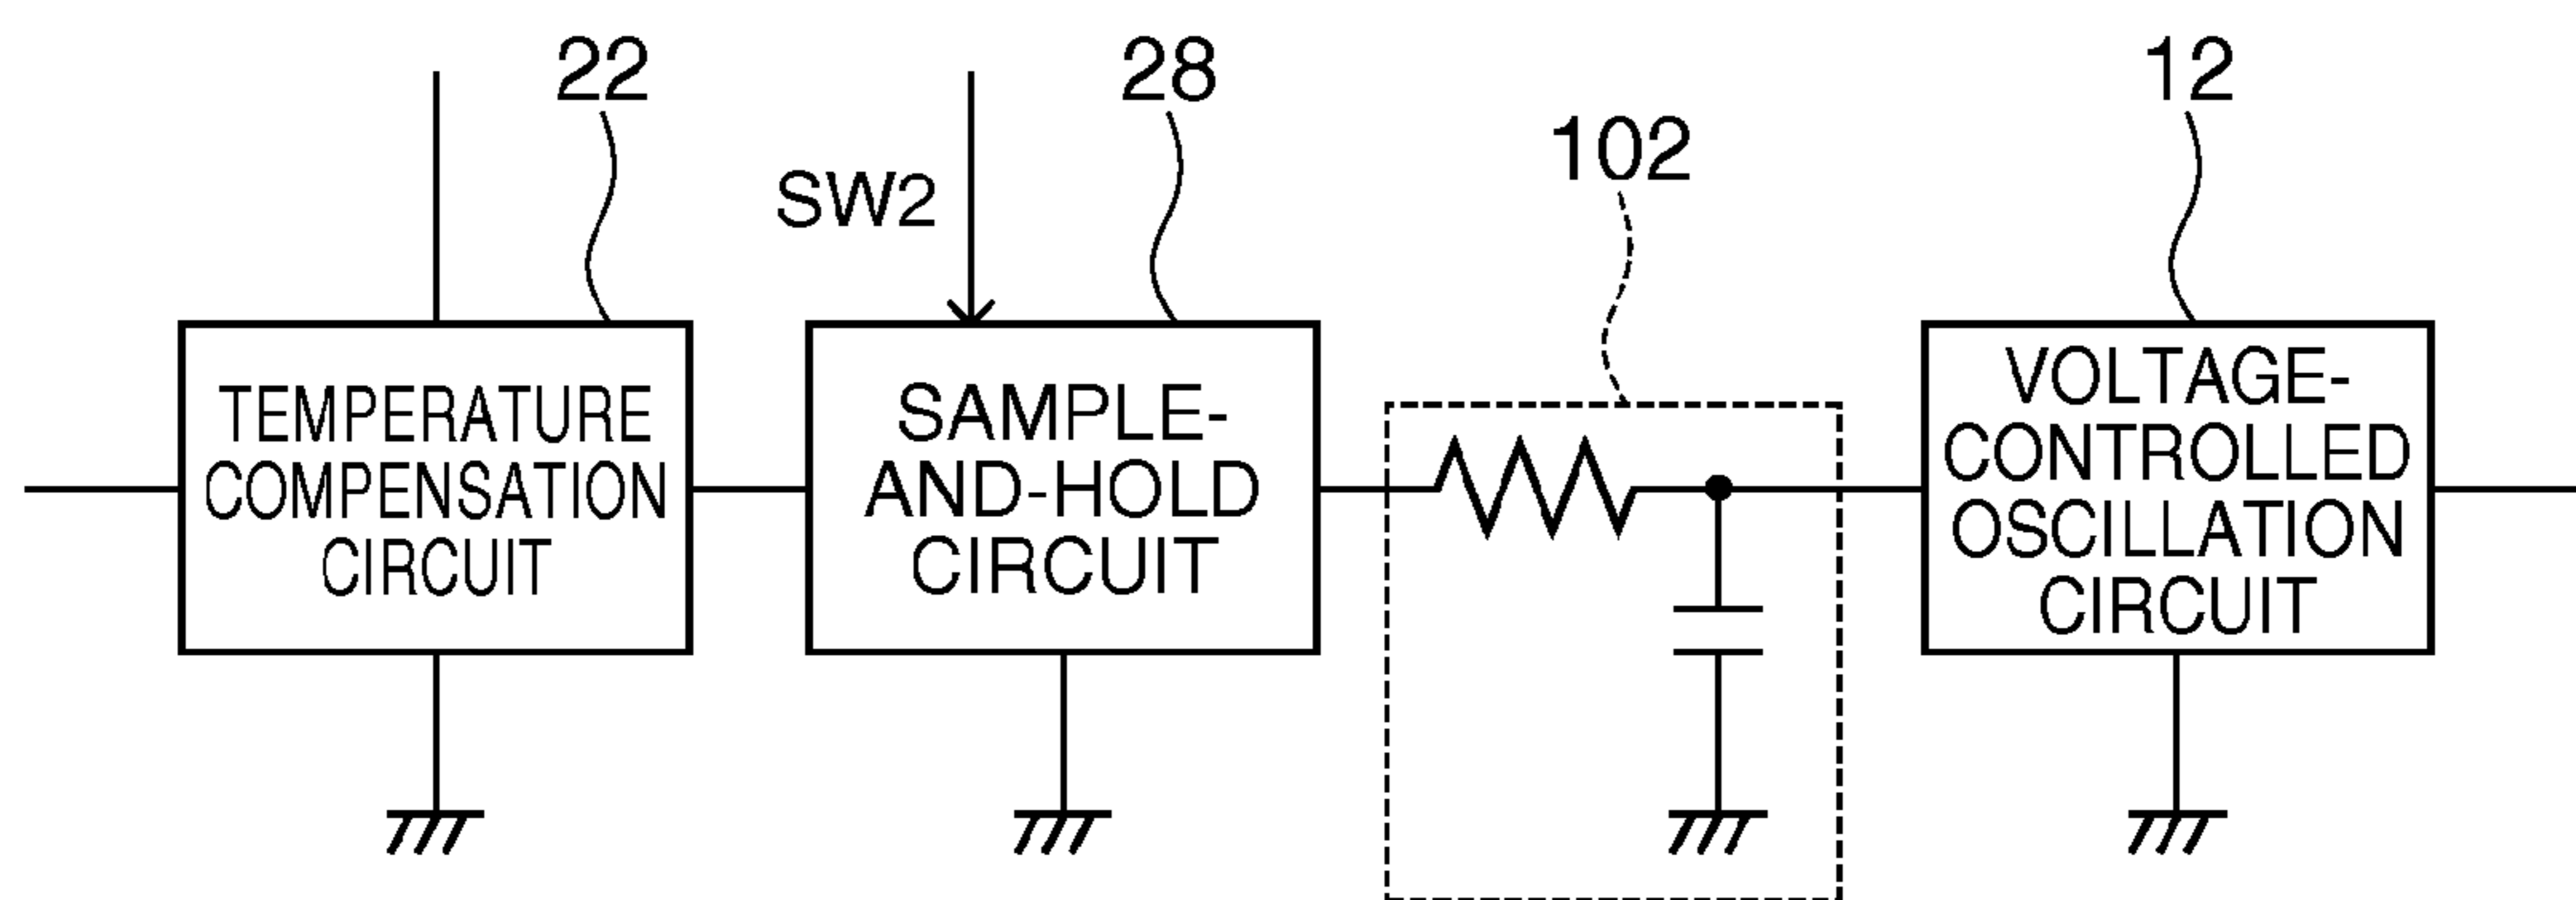 22
28
12
102
SW2
TEMPERATURE
COMPENSATION
CIRCUIT
SAMPLE-
AND-HOLD
CIRCUIT
VOLTAGE-
CONTROLLED
OSCILLATION
CIRCUIT